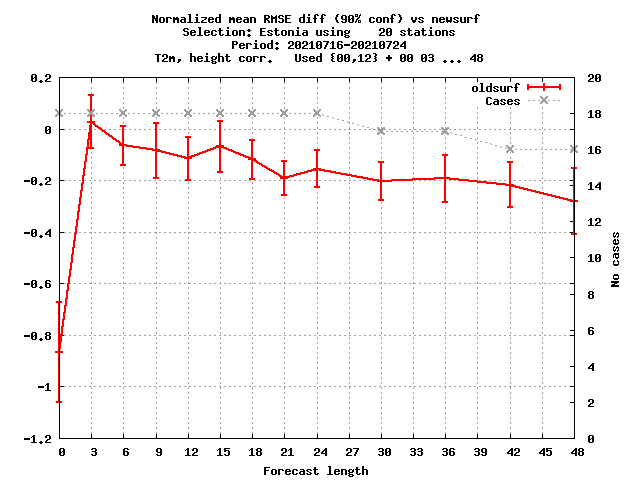 Normalized mean RMSE diff (90% conf) vs newsurf
Selection: Estonia using    20 stations
Period: 20210716-20210724
T2m, height corr.   Used {00,12} + 00 03 ... 48
oldsurf
Cases
0.2
0
-0.2
-0.4
-0.6
-0.8
-1
-1.2
20
18
16
14
12
10
8
6
4
2
0
No cases
0 3 6 9 12 15 18 21 24 27 30 33 36 39 42 45 48
Forecast length